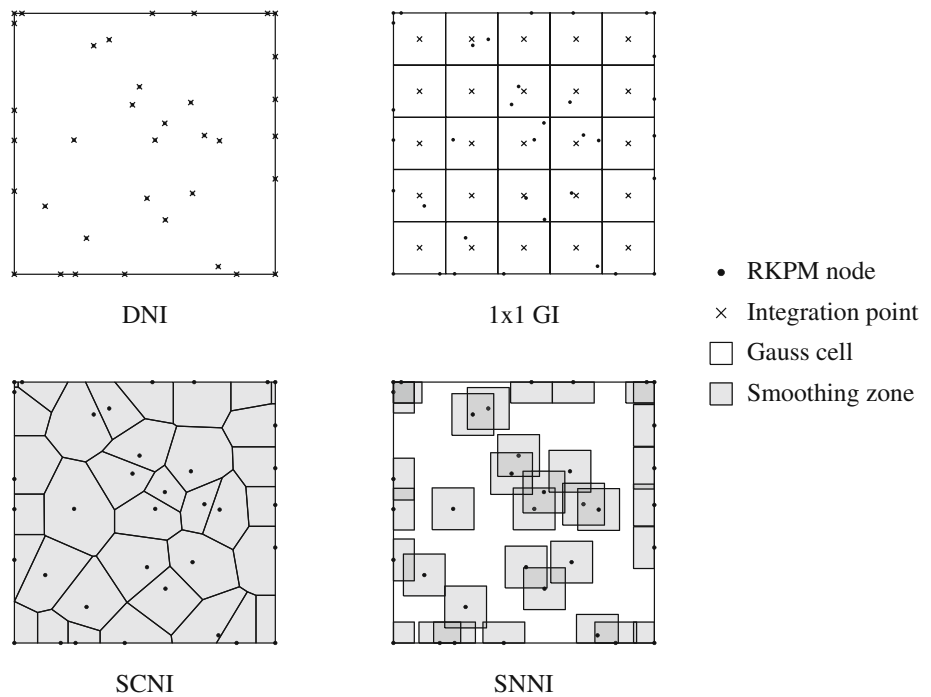 DNI
1x1 GI
RKPM node
Integration point
Gauss cell
Smoothing zone
SCNI
SNNI